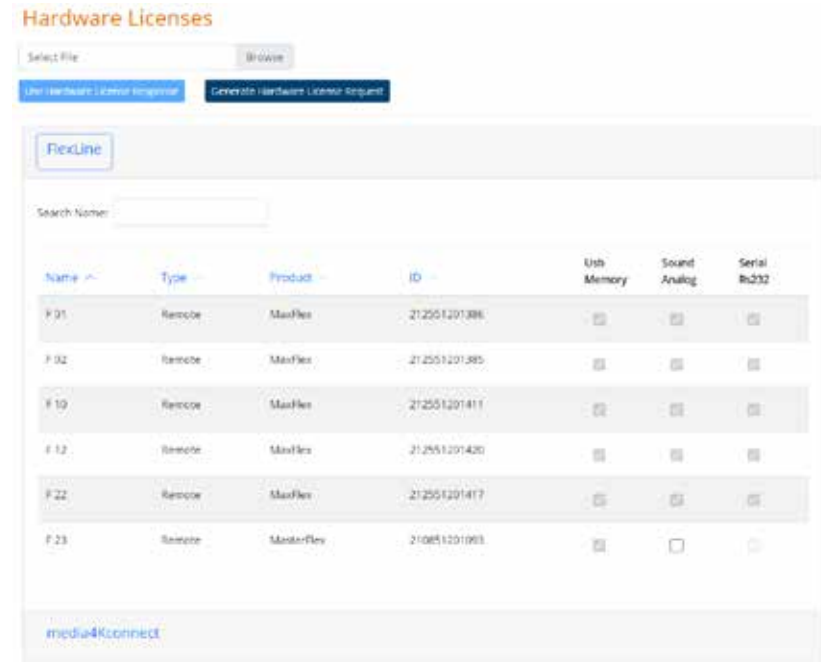 Hardware Licenses
Select File Browse
Use Hardware License Response Generate Hardware License Request
FlexLine
Search Name:
Name Type Product ID Usb Memory Sound Analog Serial Rs232
F 01 Remote MaxFlex 212551201386
F 02 Remote MaxFlex 212551201385
F 10 Remote MaxFlex 212551201411
F 12 Remote MaxFlex 212551201420
F 22 Remote MaxFlex 212551201417
F 23 Remote MasterFlex 210851201093
media4Kconnect